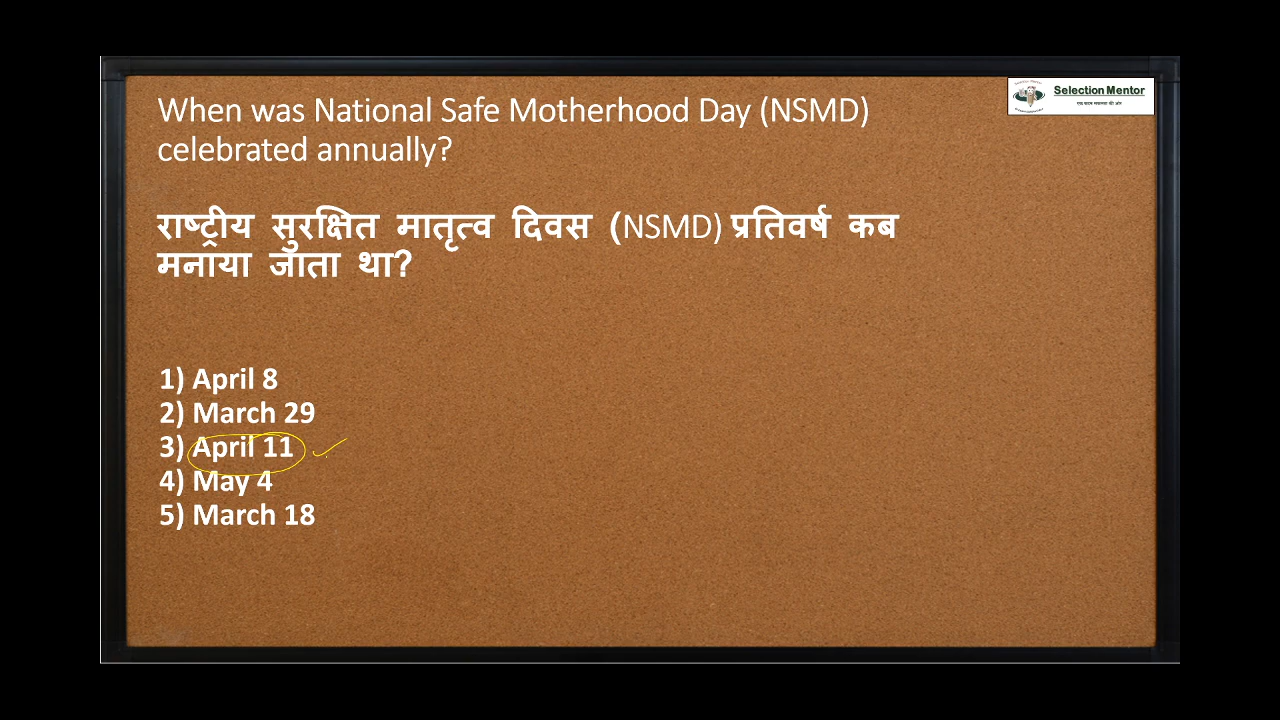 Selection Mentor
When was National Safe Motherhood Day (NSMD)
celebrated annually?
राष्ट्रीय सुरक्षित मातृत्व दिवस (NSMD) प्रतिवर्ष कब
मनाया जाता था?
1) April 8
2) March 29
3) April 11
4) May 4
5) March 18